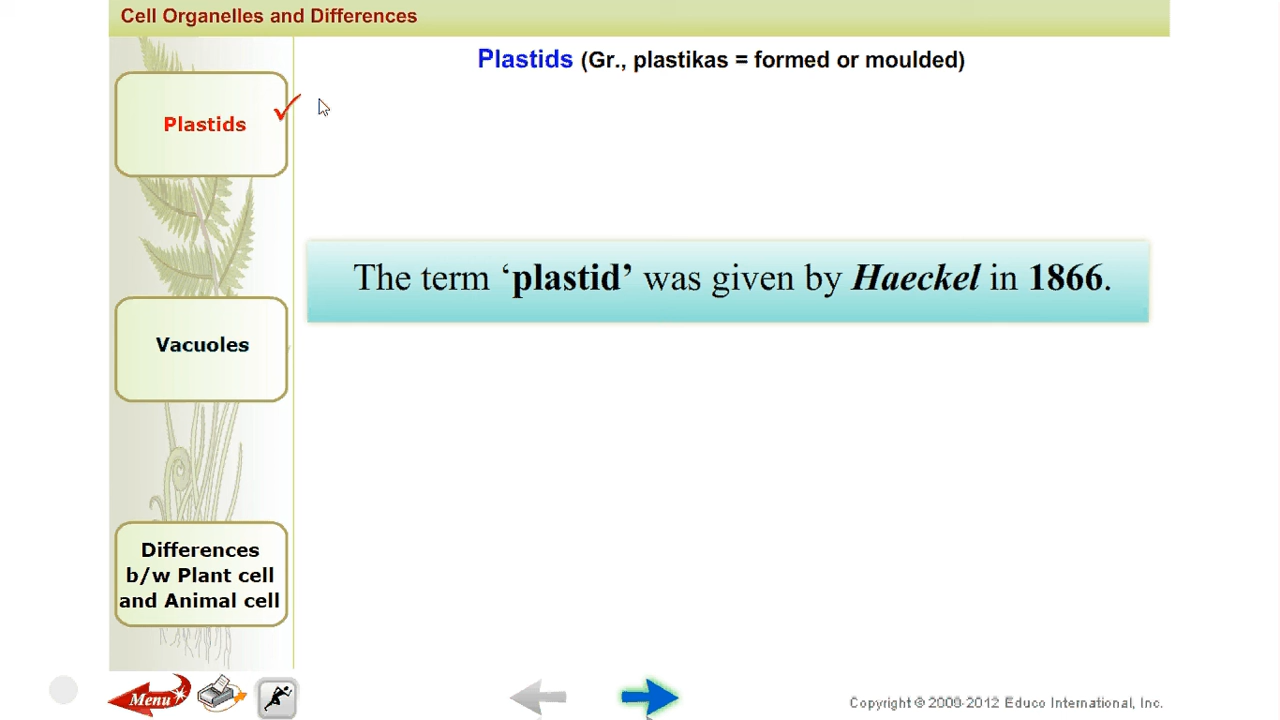 Cell Organelles and Differences
Plastids (Gr., plastikas = formed or moulded)
Plastids
The term ‘plastid’ was given by Haeckel in 1866.
Vacuoles
Differences
b/w Plant cell
and Animal cell
Menu
Copyright © 2009-2012 Educo International, Inc.